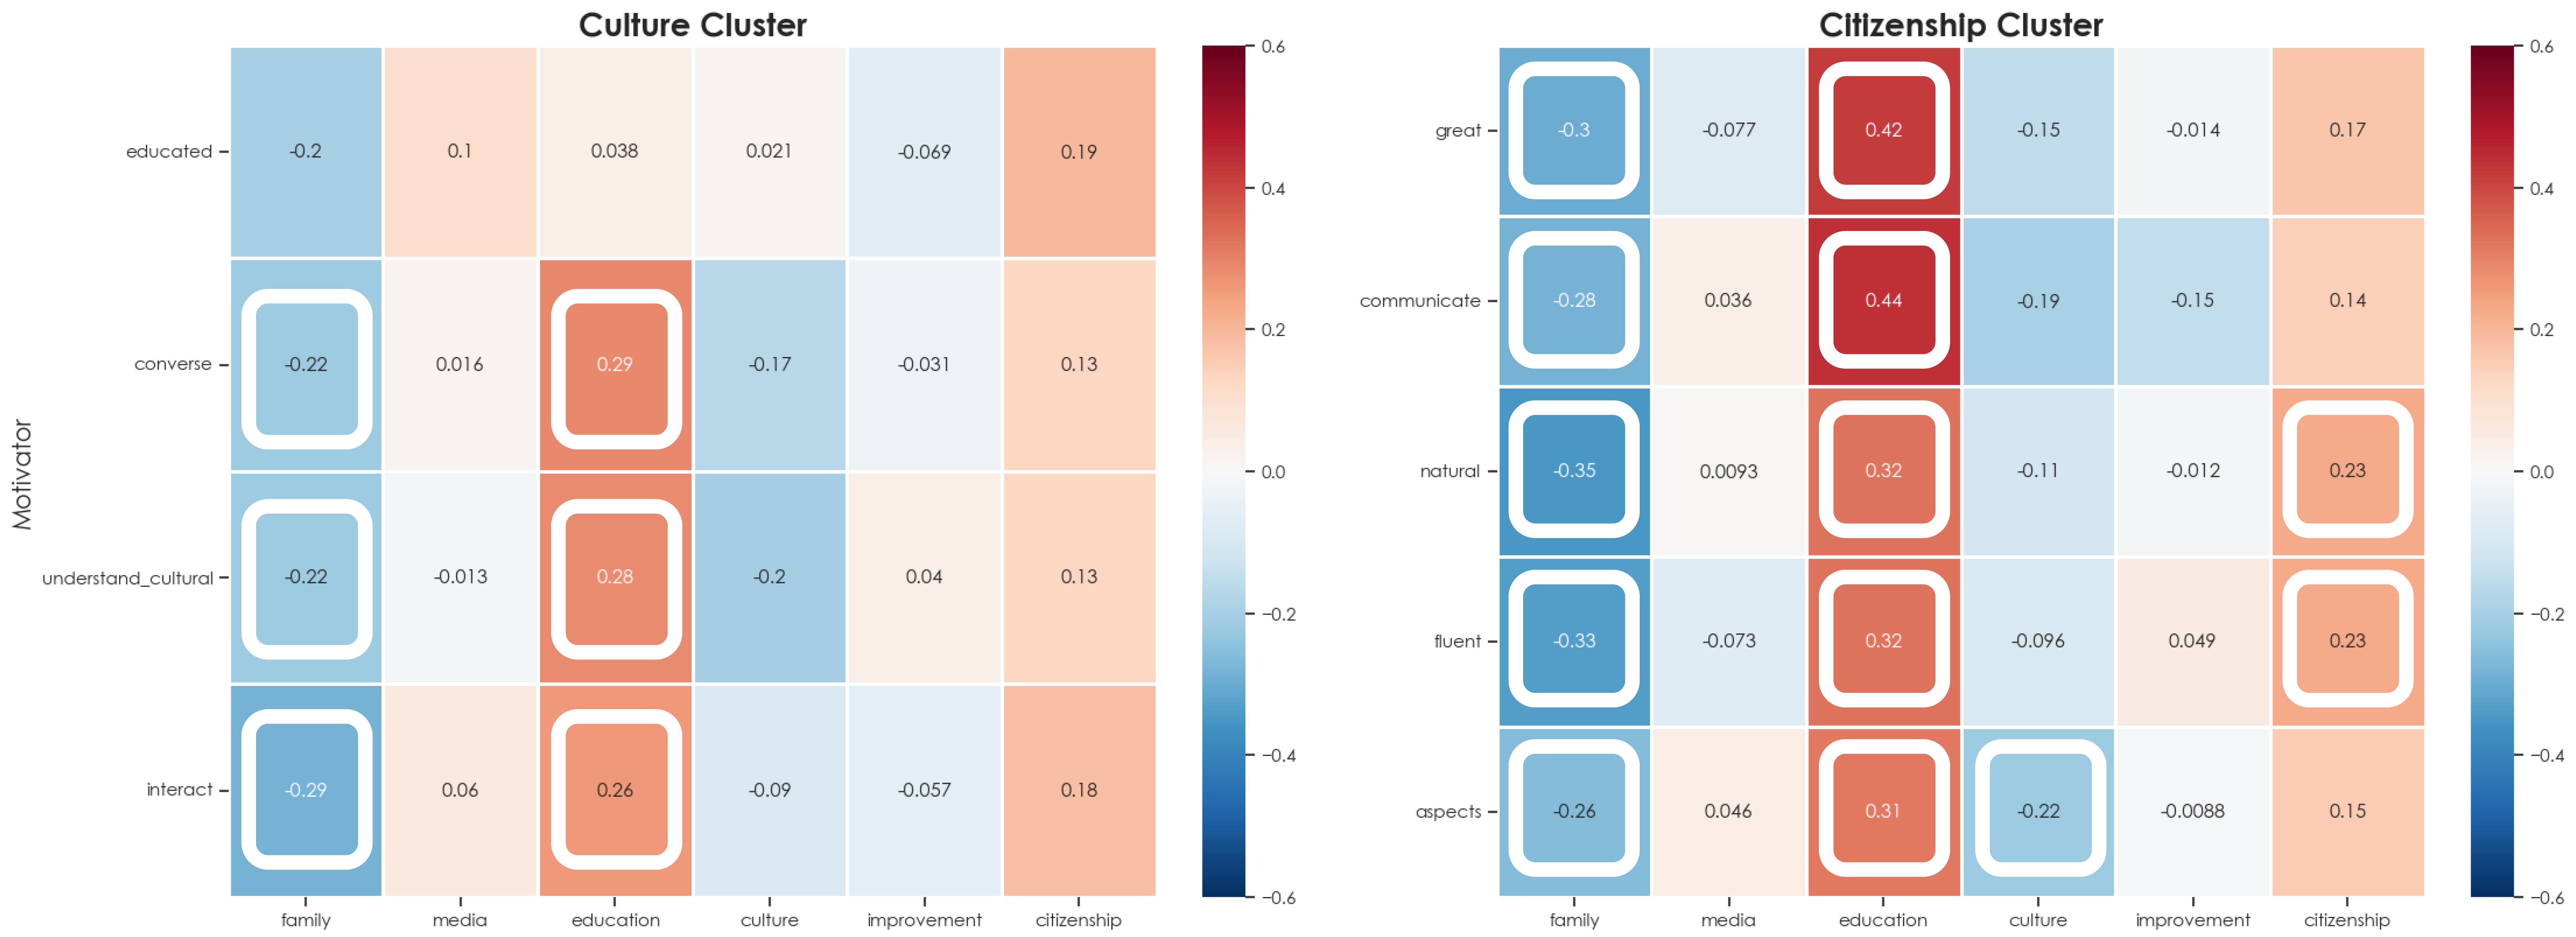 Culture Cluster
Motivator
educated -0.2 0.1 0.038 0.021 -0.069 0.19
converse -0.22 0.016 0.29 -0.17 -0.031 0.13
understand_cultural -0.22 -0.013 0.28 -0.2 0.04 0.13
interact -0.29 0.06 0.26 -0.09 -0.057 0.18
family media education culture improvement citizenship
0.6
0.4
0.2
0.0
−0.2
−0.4
−0.6
Citizenship Cluster
great -0.3 -0.077 0.42 -0.15 -0.014 0.17
communicate -0.28 0.036 0.44 -0.19 -0.15 0.14
natural -0.35 0.0093 0.32 -0.11 -0.012 0.23
fluent -0.33 -0.073 0.32 -0.096 0.049 0.23
aspects -0.26 0.046 0.31 -0.22 -0.0088 0.15
family media education culture improvement citizenship
0.6
0.4
0.2
0.0
−0.2
−0.4
−0.6